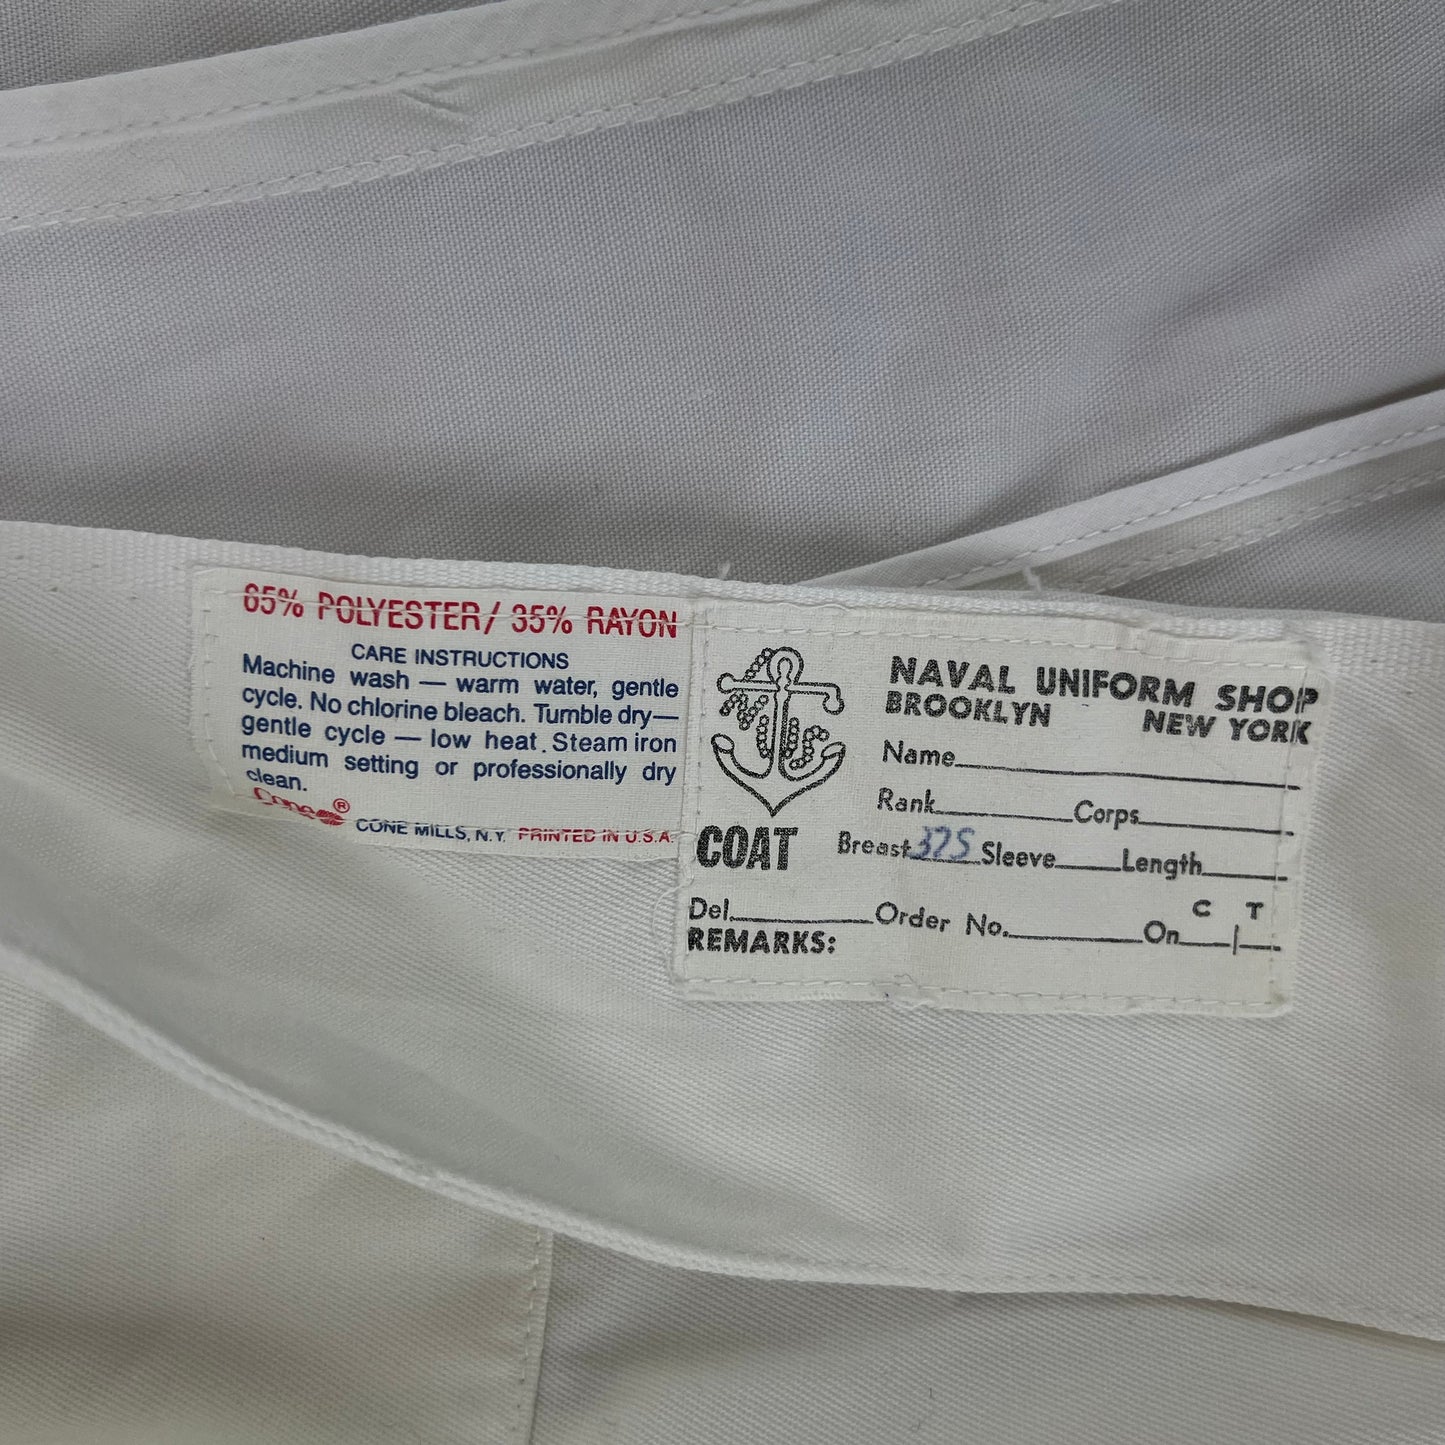 65% POLYESTER/ 35% RAYON
CARE INSTRUCTIONS
Machine wash — warm water, gentle
cycle. No chlorine bleach. Tumble dry—
gentle cycle — low heat. Steam iron
medium setting or professionally dry
clean.
Cone®
CONE MILLS, N.Y. PRINTED IN U.S.A.
NUS
NAVAL UNIFORM SHOP
BROOKLYN NEW YORK
Name
Rank Corps
COAT Breast 37S Sleeve Length
C T
Del. Order No. On
REMARKS: